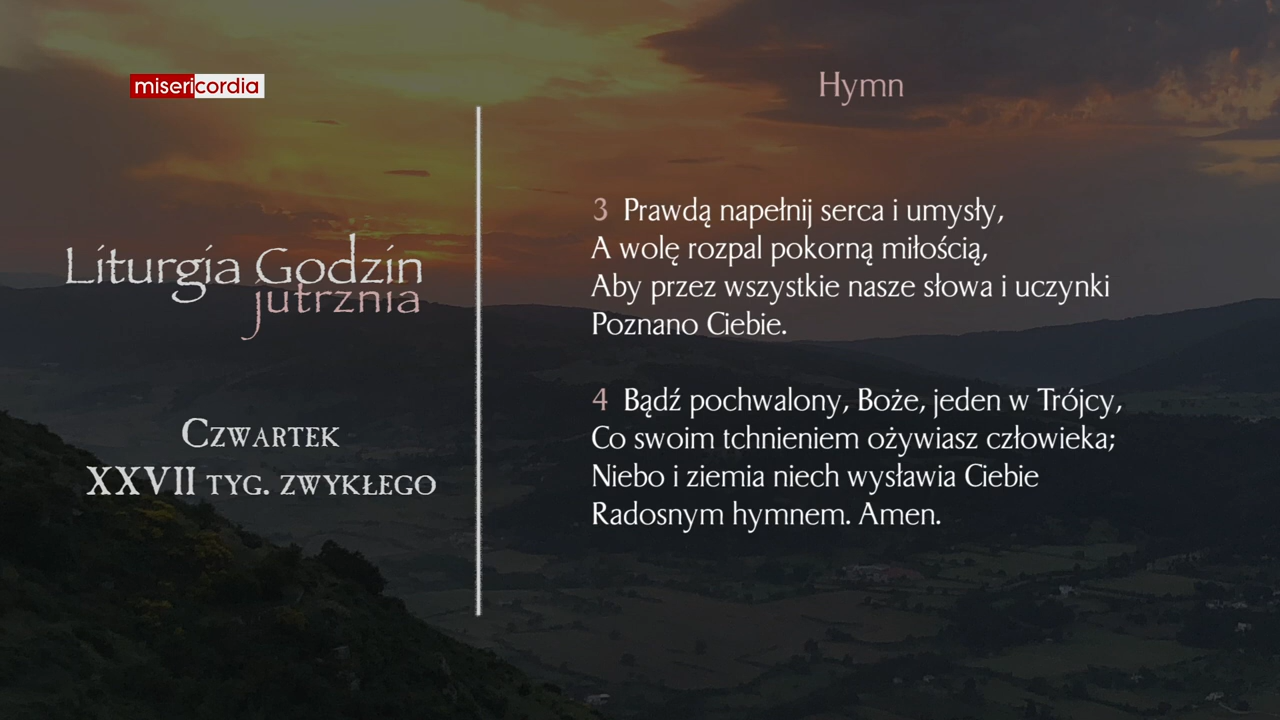 misericordia
Liturgia Godzin
jutrznia
Czwartek
XXVII tyg. zwykłego
Hymn
3 Prawdą napełnij serca i umysły,
A wolę rozpal pokorną miłością,
Aby przez wszystkie nasze słowa i uczynki
Poznano Ciebie.
4 Bądź pochwalony, Boże, jeden w Trójcy,
Co swoim tchnieniem ożywiasz człowieka;
Niebo i ziemia niech wysławia Ciebie
Radosnym hymnem. Amen.